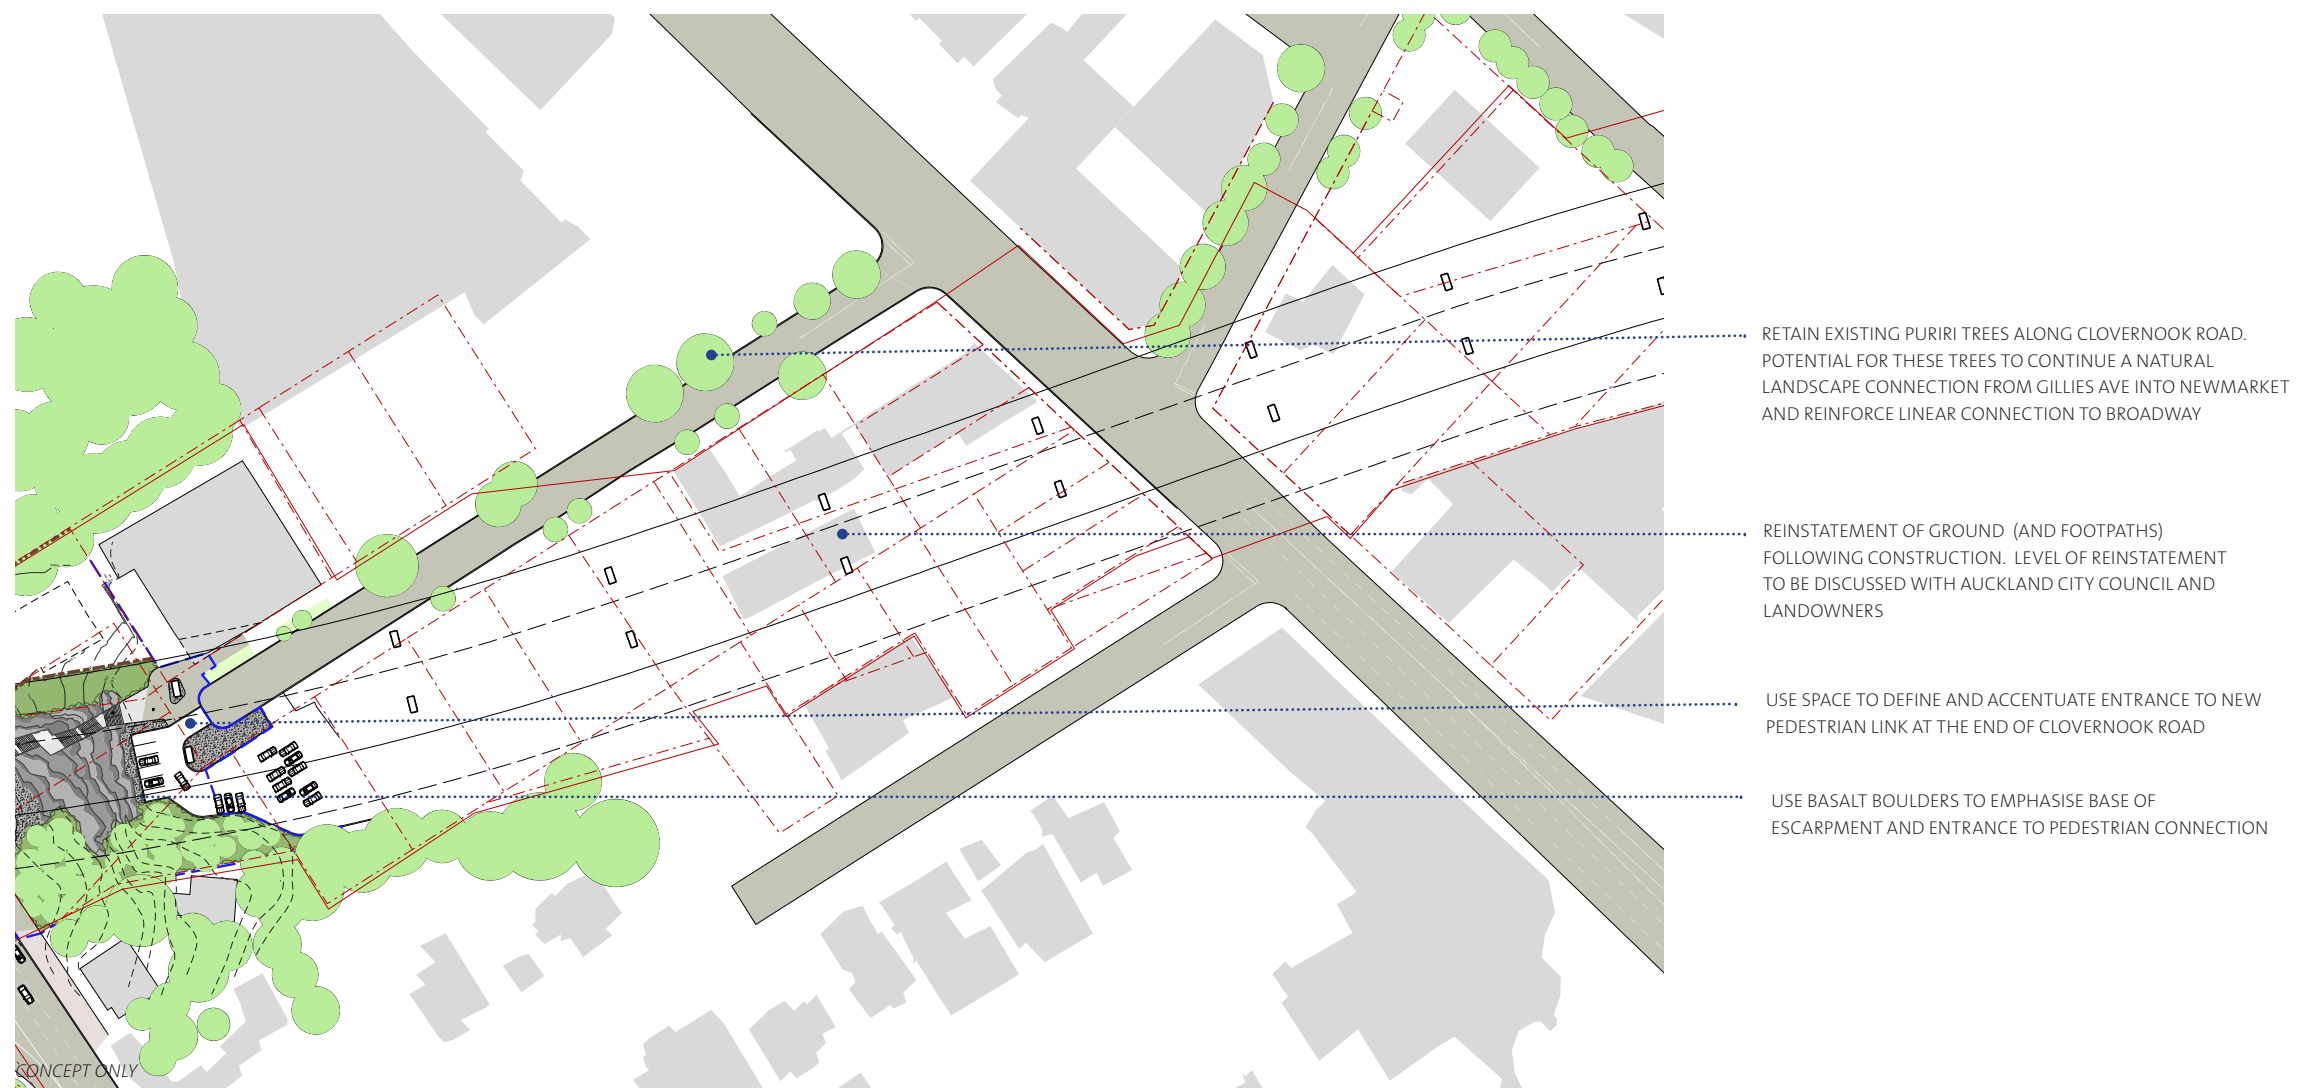 RETAIN EXISTING PURIRI TREES ALONG CLOVERNOOK ROAD.
POTENTIAL FOR THESE TREES TO CONTINUE A NATURAL
LANDSCAPE CONNECTION FROM GILLIES AVE INTO NEWMARKET
AND REINFORCE LINEAR CONNECTION TO BROADWAY
REINSTATEMENT OF GROUND (AND FOOTPATHS)
FOLLOWING CONSTRUCTION. LEVEL OF REINSTATEMENT
TO BE DISCUSSED WITH AUCKLAND CITY COUNCIL AND
LANDOWNERS
USE SPACE TO DEFINE AND ACCENTUATE ENTRANCE TO NEW
PEDESTRIAN LINK AT THE END OF CLOVERNOOK ROAD
USE BASALT BOULDERS TO EMPHASISE BASE OF
ESCARPMENT AND ENTRANCE TO PEDESTRIAN CONNECTION
CONCEPT ONLY